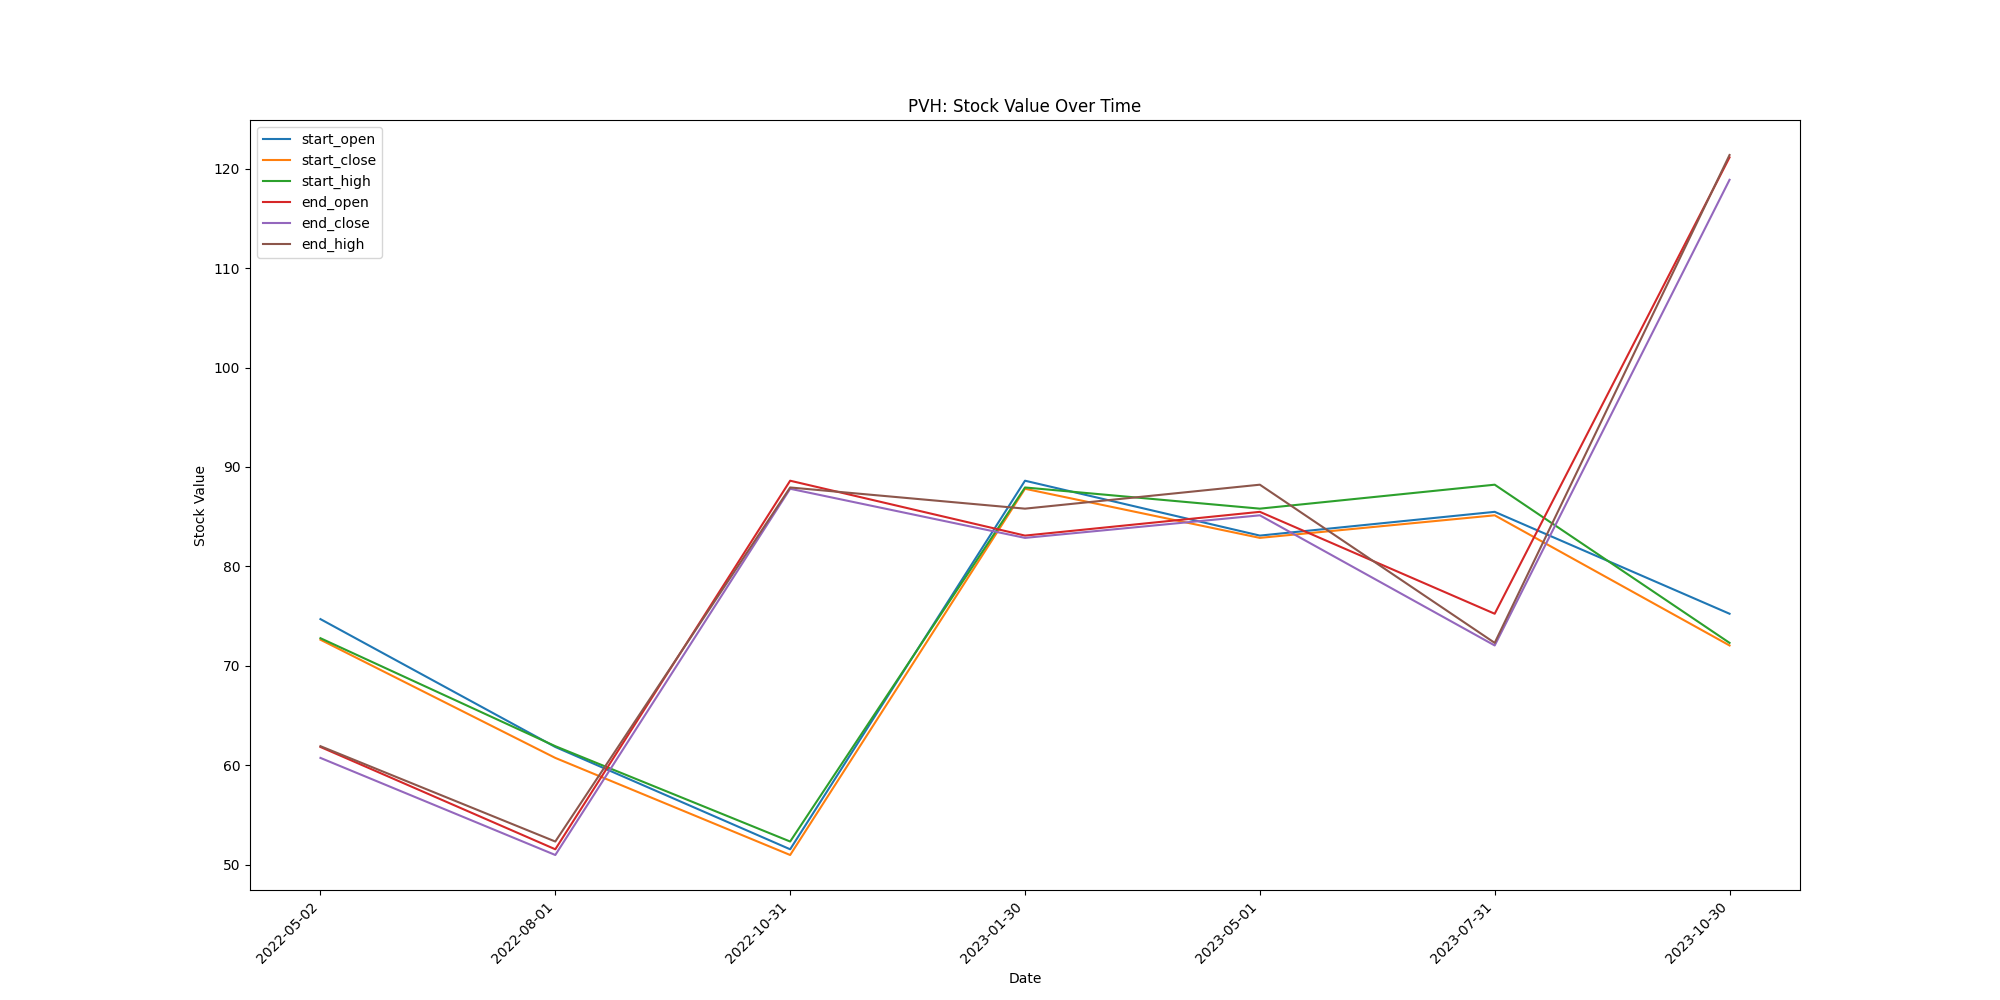 PVH: Stock Value Over Time
start_open
start_close
start_high
end_open
end_close
end_high
120
110
100
90
80
70
60
50
Stock Value
2022-05-02
2022-08-01
2022-10-31
2023-01-30
2023-05-01
2023-07-31
2023-10-30
Date